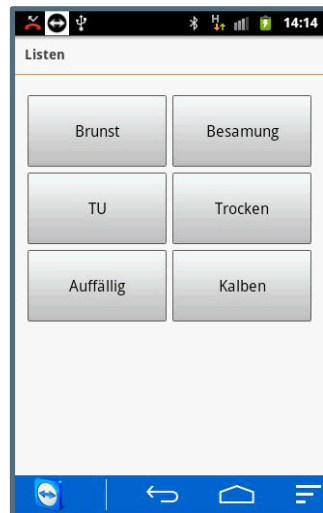 H 14:14
Listen
Brunst Besamung
TU Trocken
Auffällig Kalben